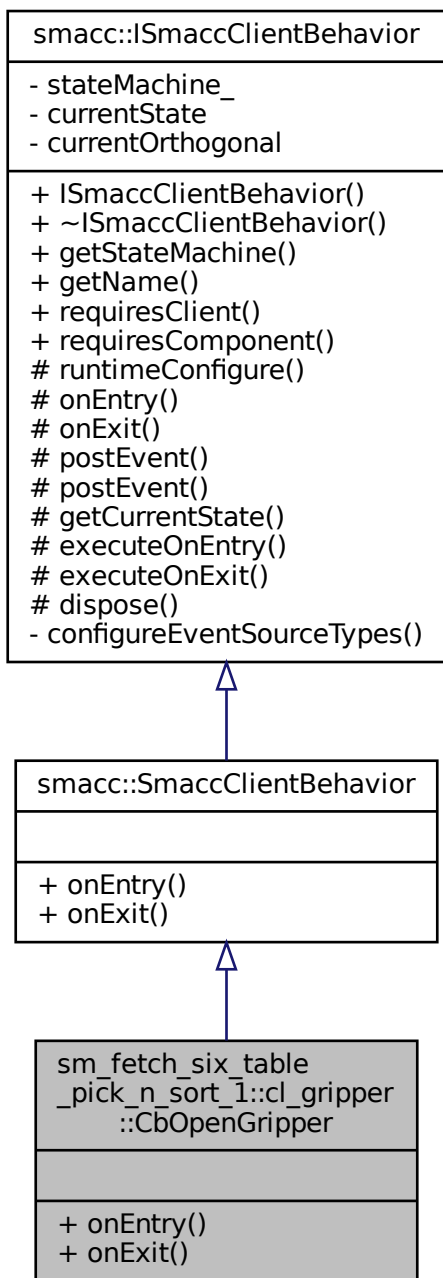 smacc::ISmaccClientBehavior
- stateMachine_
- currentState
- currentOrthogonal
+ ISmaccClientBehavior()
+ ~ISmaccClientBehavior()
+ getStateMachine()
+ getName()
+ requiresClient()
+ requiresComponent()
# runtimeConfigure()
# onEntry()
# onExit()
# postEvent()
# postEvent()
# getCurrentState()
# executeOnEntry()
# executeOnExit()
# dispose()
- configureEventSourceTypes()
smacc::SmaccClientBehavior
+ onEntry()
+ onExit()
sm_fetch_six_table
_pick_n_sort_1::cl_gripper
::CbOpenGripper
+ onEntry()
+ onExit()